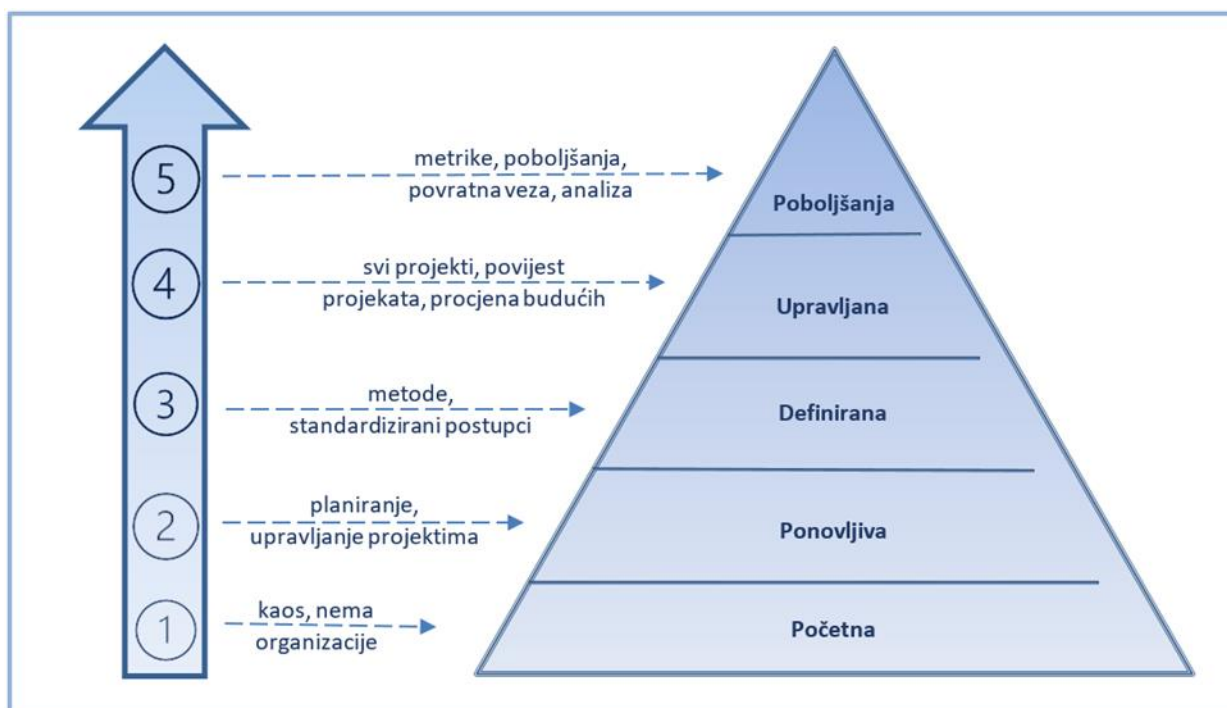 5
metrike, poboljšanja,
povratna veza, analiza
Poboljšanja
4
svi projekti, povijest
projekata, procjena budućih
Upravljana
3
metode,
standardizirani postupci
Definirana
2
planiranje,
upravljanje projektima
Ponovljiva
1
kaos, nema
organizacije
Početna